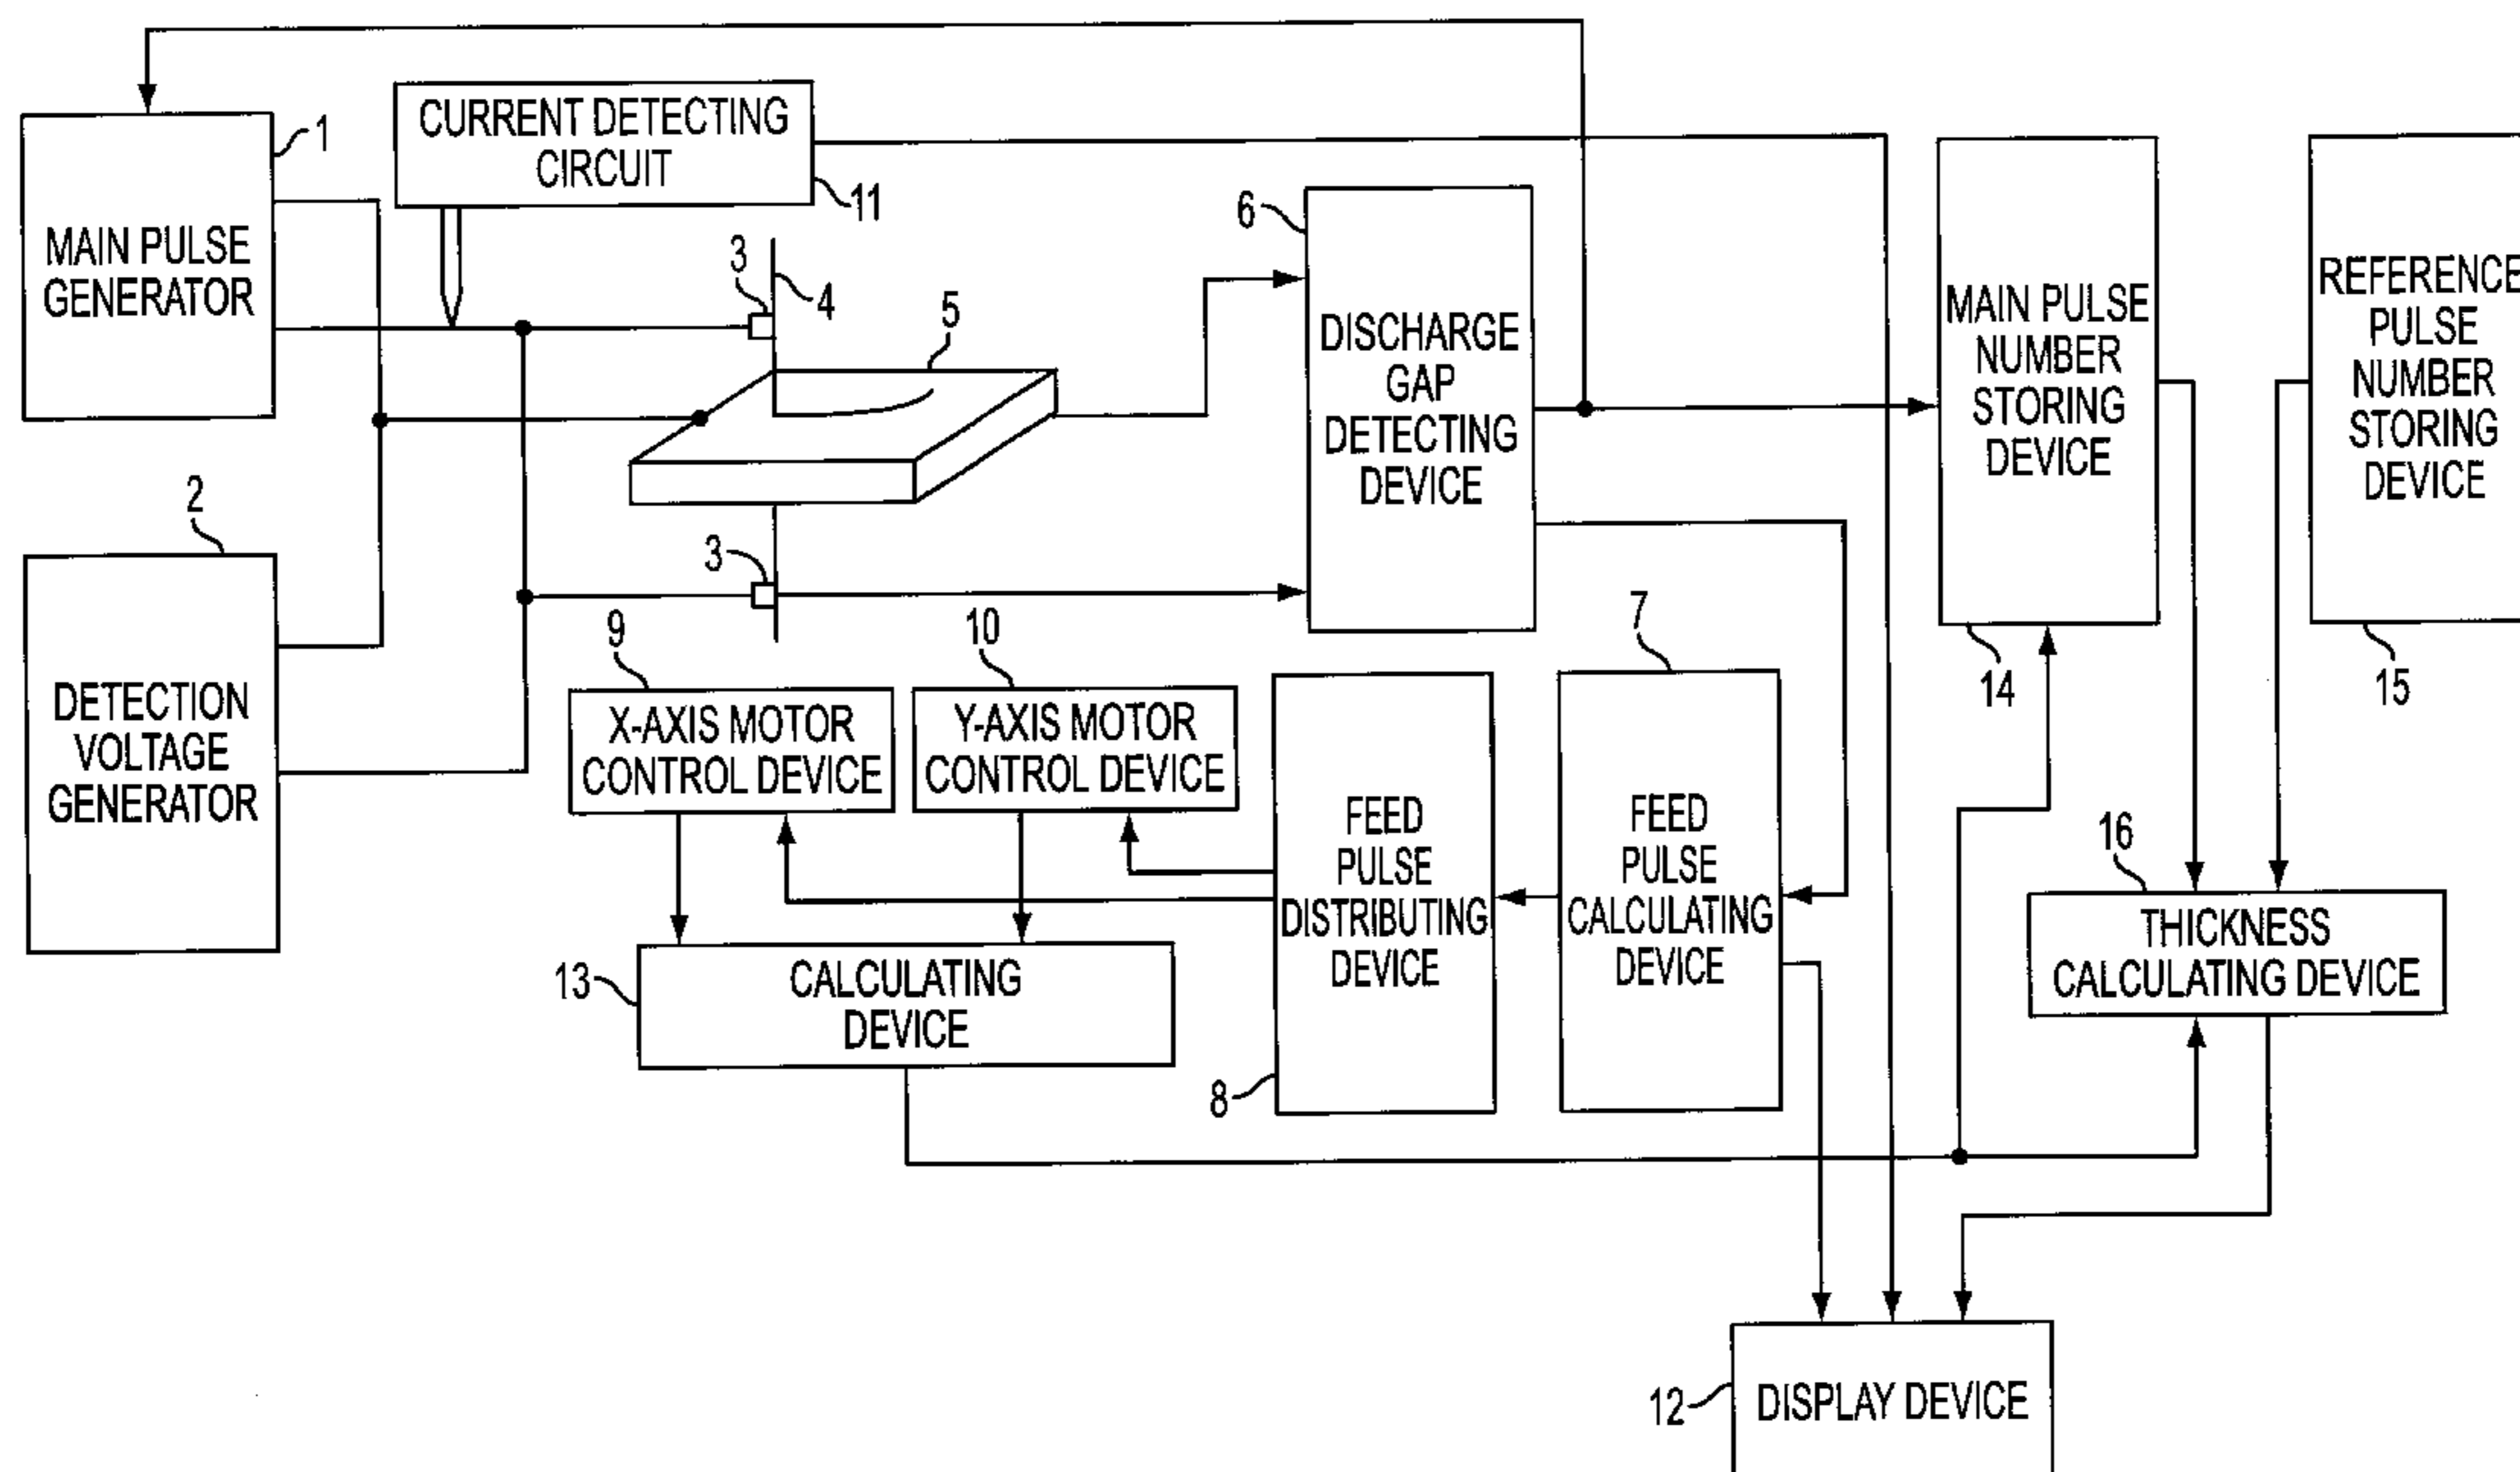 1
CURRENT DETECTING
CIRCUIT
11
MAIN PULSE
GENERATOR
3
4
5
6
DISCHARGE
GAP
DETECTING
DEVICE
MAIN PULSE
NUMBER
STORING
DEVICE
14
REFERENCE
PULSE
NUMBER
STORING
DEVICE
15
2
DETECTION
VOLTAGE
GENERATOR
3
9
X-AXIS MOTOR
CONTROL DEVICE
10
Y-AXIS MOTOR
CONTROL DEVICE
FEED
PULSE
DISTRIBUTING
DEVICE
8
7
FEED
PULSE
CALCULATING
DEVICE
16
THICKNESS
CALCULATING DEVICE
13
CALCULATING
DEVICE
12
DISPLAY DEVICE